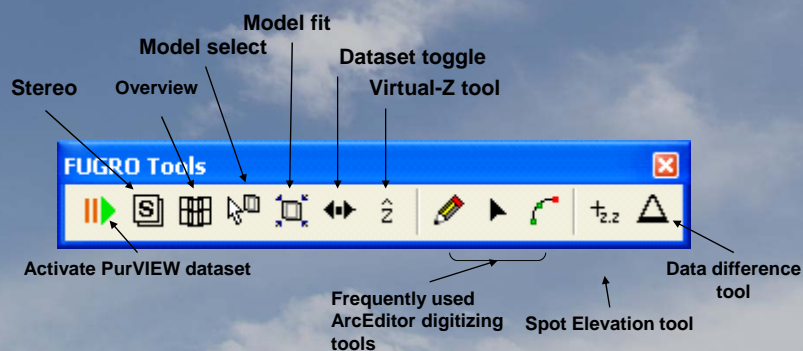 Model fit
Model select
Dataset toggle
Stereo
Overview
Virtual-Z tool
FUGRO Tools
S
ẑ
+z.z
Activate PurVIEW dataset
Data difference
tool
Frequently used
ArcEditor digitizing
tools
Spot Elevation tool